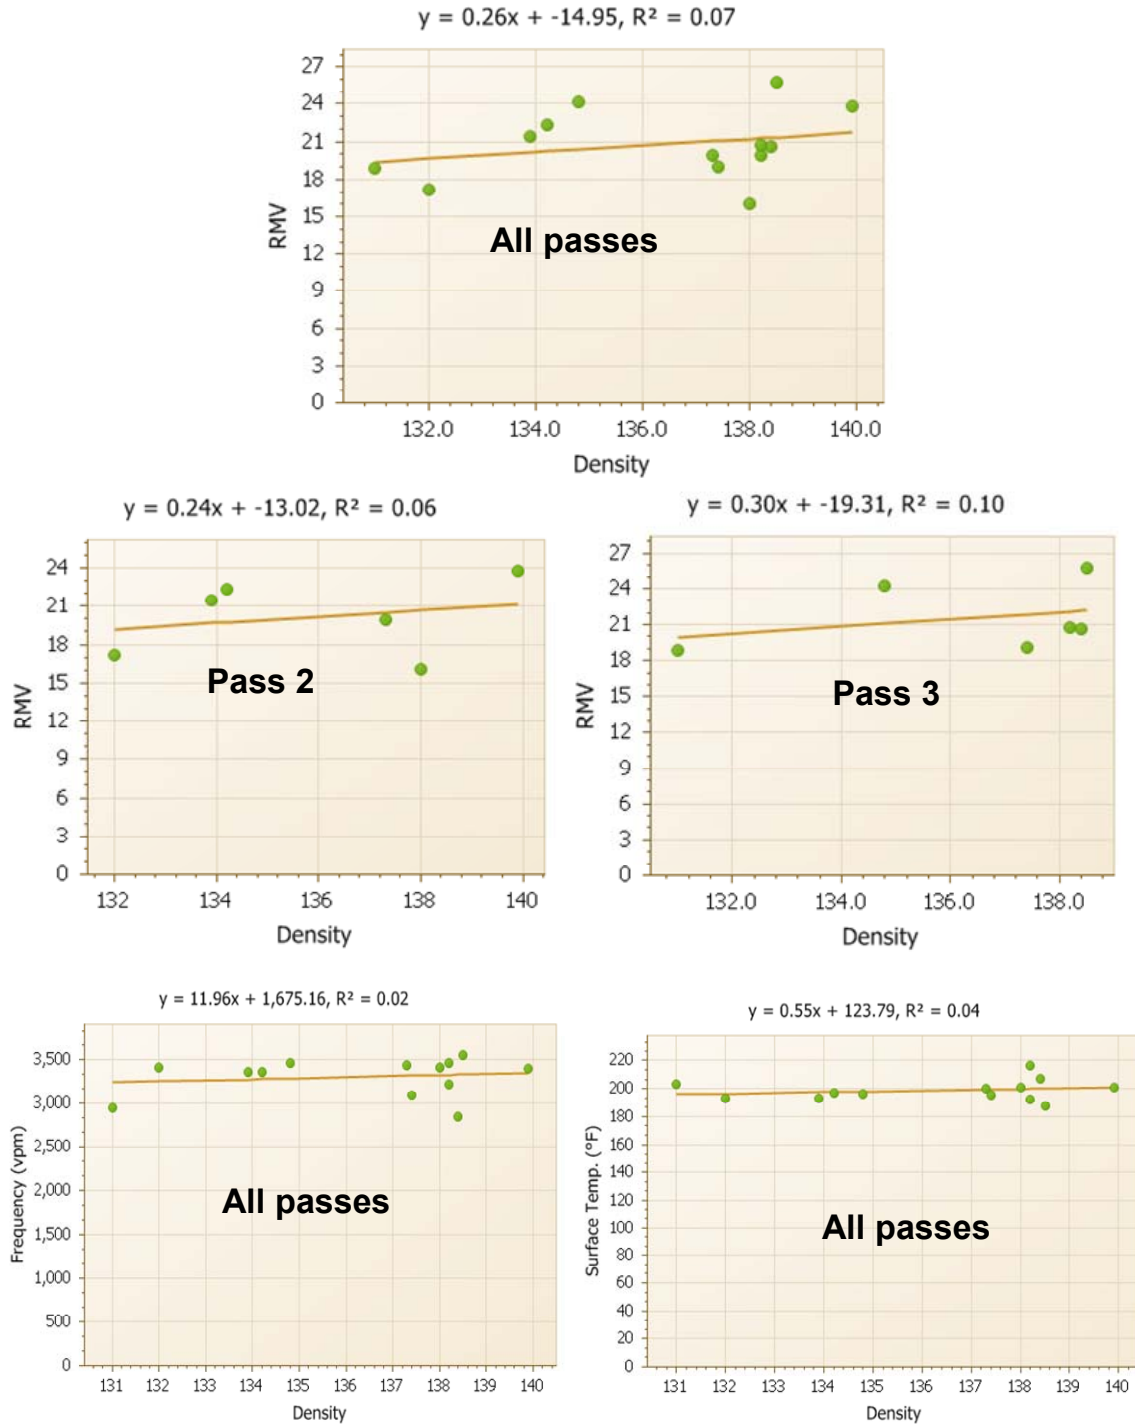 y = 0.26x + -14.95, R² = 0.07
27
24
21
18
15
12
9
6
3
0
RMV
All passes
132.0 134.0 136.0 138.0 140.0
Density
y = 0.24x + -13.02, R² = 0.06
24
21
18
15
12
9
6
3
0
RMV
Pass 2
132 134 136 138 140
Density
y = 0.30x + -19.31, R² = 0.10
27
24
21
18
15
12
9
6
3
0
RMV
Pass 3
132.0 134.0 136.0 138.0
Density
y = 11.96x + 1,675.16, R² = 0.02
3,500
3,000
2,500
2,000
1,500
1,000
500
0
Frequency (vpm)
All passes
131 132 133 134 135 136 137 138 139 140
Density
y = 0.55x + 123.79, R² = 0.04
220
200
180
160
140
120
100
80
60
40
20
0
Surface Temp. (°F)
All passes
131 132 133 134 135 136 137 138 139 140
Density